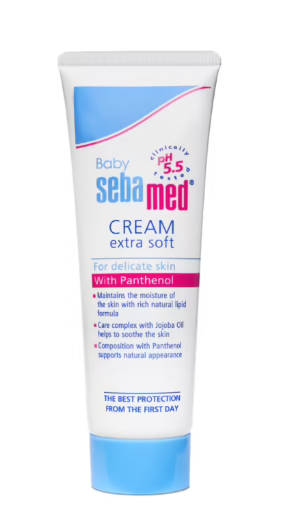 Baby
clinically tested
pH
5.5
sebamed®
CREAM
extra soft
For delicate skin
With Panthenol
Maintains the moisture of
the skin with rich natural lipid
formula
Care complex with Jojoba Oil
helps to soothe the skin
Composition with Panthenol
supports natural appearance
THE BEST PROTECTION
FROM THE FIRST DAY